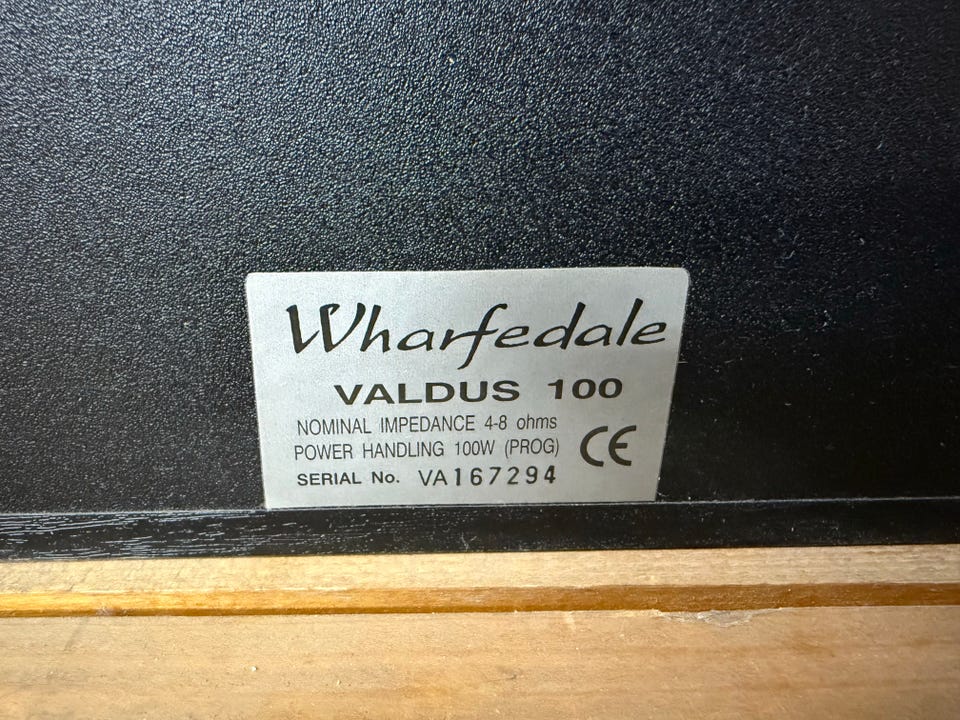 Wharfedale
VALDUS 100
NOMINAL IMPEDANCE 4-8 ohms
POWER HANDLING 100W (PROG)
CE
SERIAL No. VA167294